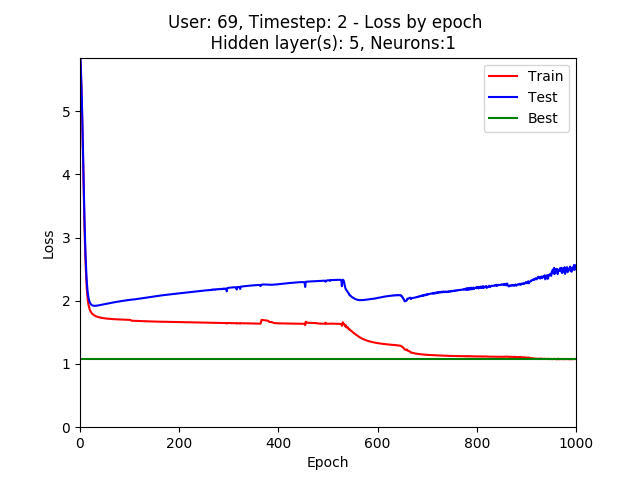 User: 69, Timestep: 2 - Loss by epoch
Hidden layer(s): 5, Neurons:1
Train
Test
Best
5
4
3
2
1
0
Loss
0 200 400 600 800 1000
Epoch